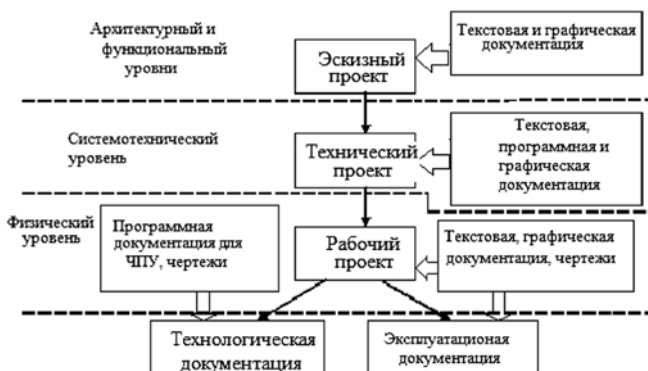 Архитектурный и
функциональный
уровни
Эскизный
проект
Текстовая и графическая
документация
Системотехнический
уровень
Технический
проект
Текстовая,
программная и
графическая
документация
Физический
уровень
Программная
документация для
ЧПУ, чертежи
Рабочий
проект
Текстовая, графическая
документация, чертежи
Технологическая
документация
Эксплуатационая
документация